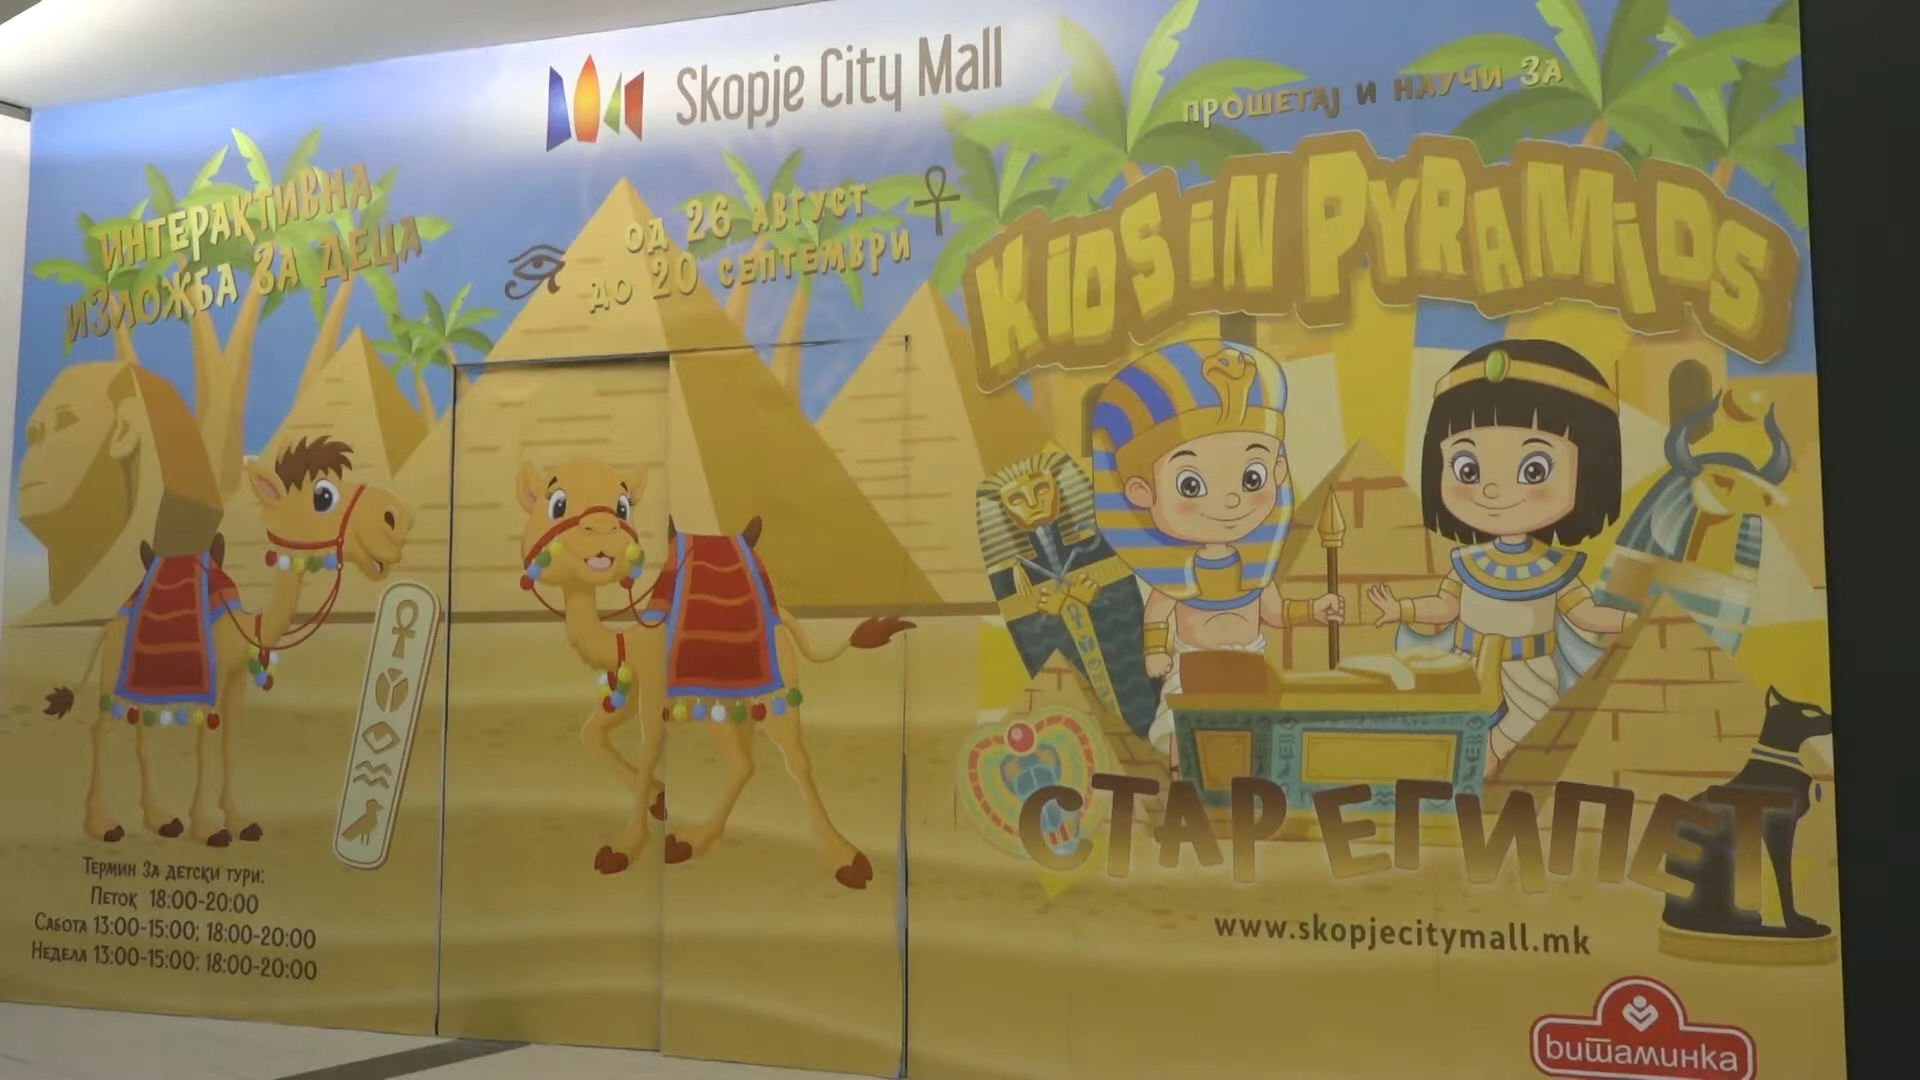 Skopje City Mall
ИНТЕРАКТИВНА
ИЗЛОЖБА ЗА ДЕЦА
ОД 26 АВГУСТ
ДО 20 СЕПТЕМВРИ
ПРОШЕТАЈ И НАУЧИ ЗА
KiDS iN PYRAMiDS
СТАР ЕГИПЕТ
www.skopjecitymall.mk
Термин за детски тури:
Петок 18:00-20:00
Сабота 13:00-15:00; 18:00-20:00
Недела 13:00-15:00; 18:00-20:00
витаминка